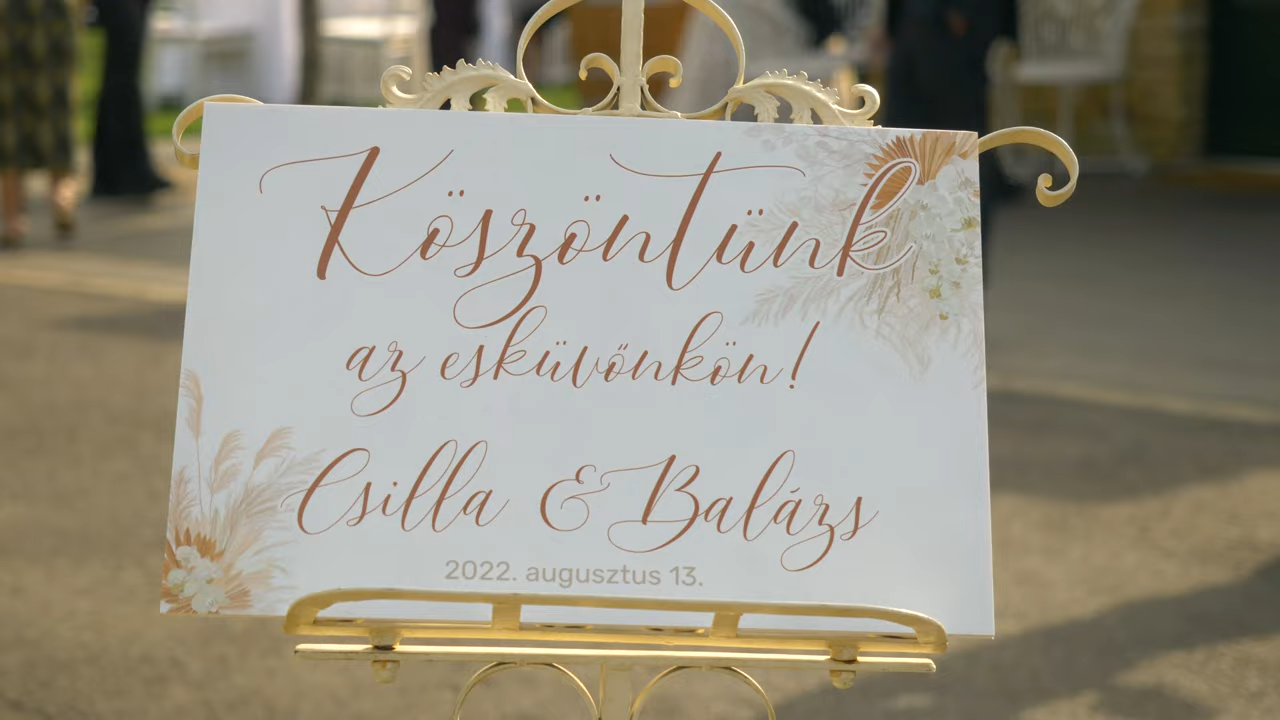 Köszöntünk
az esküvőnkön!
Csilla & Balázs
2022. augusztus 13.